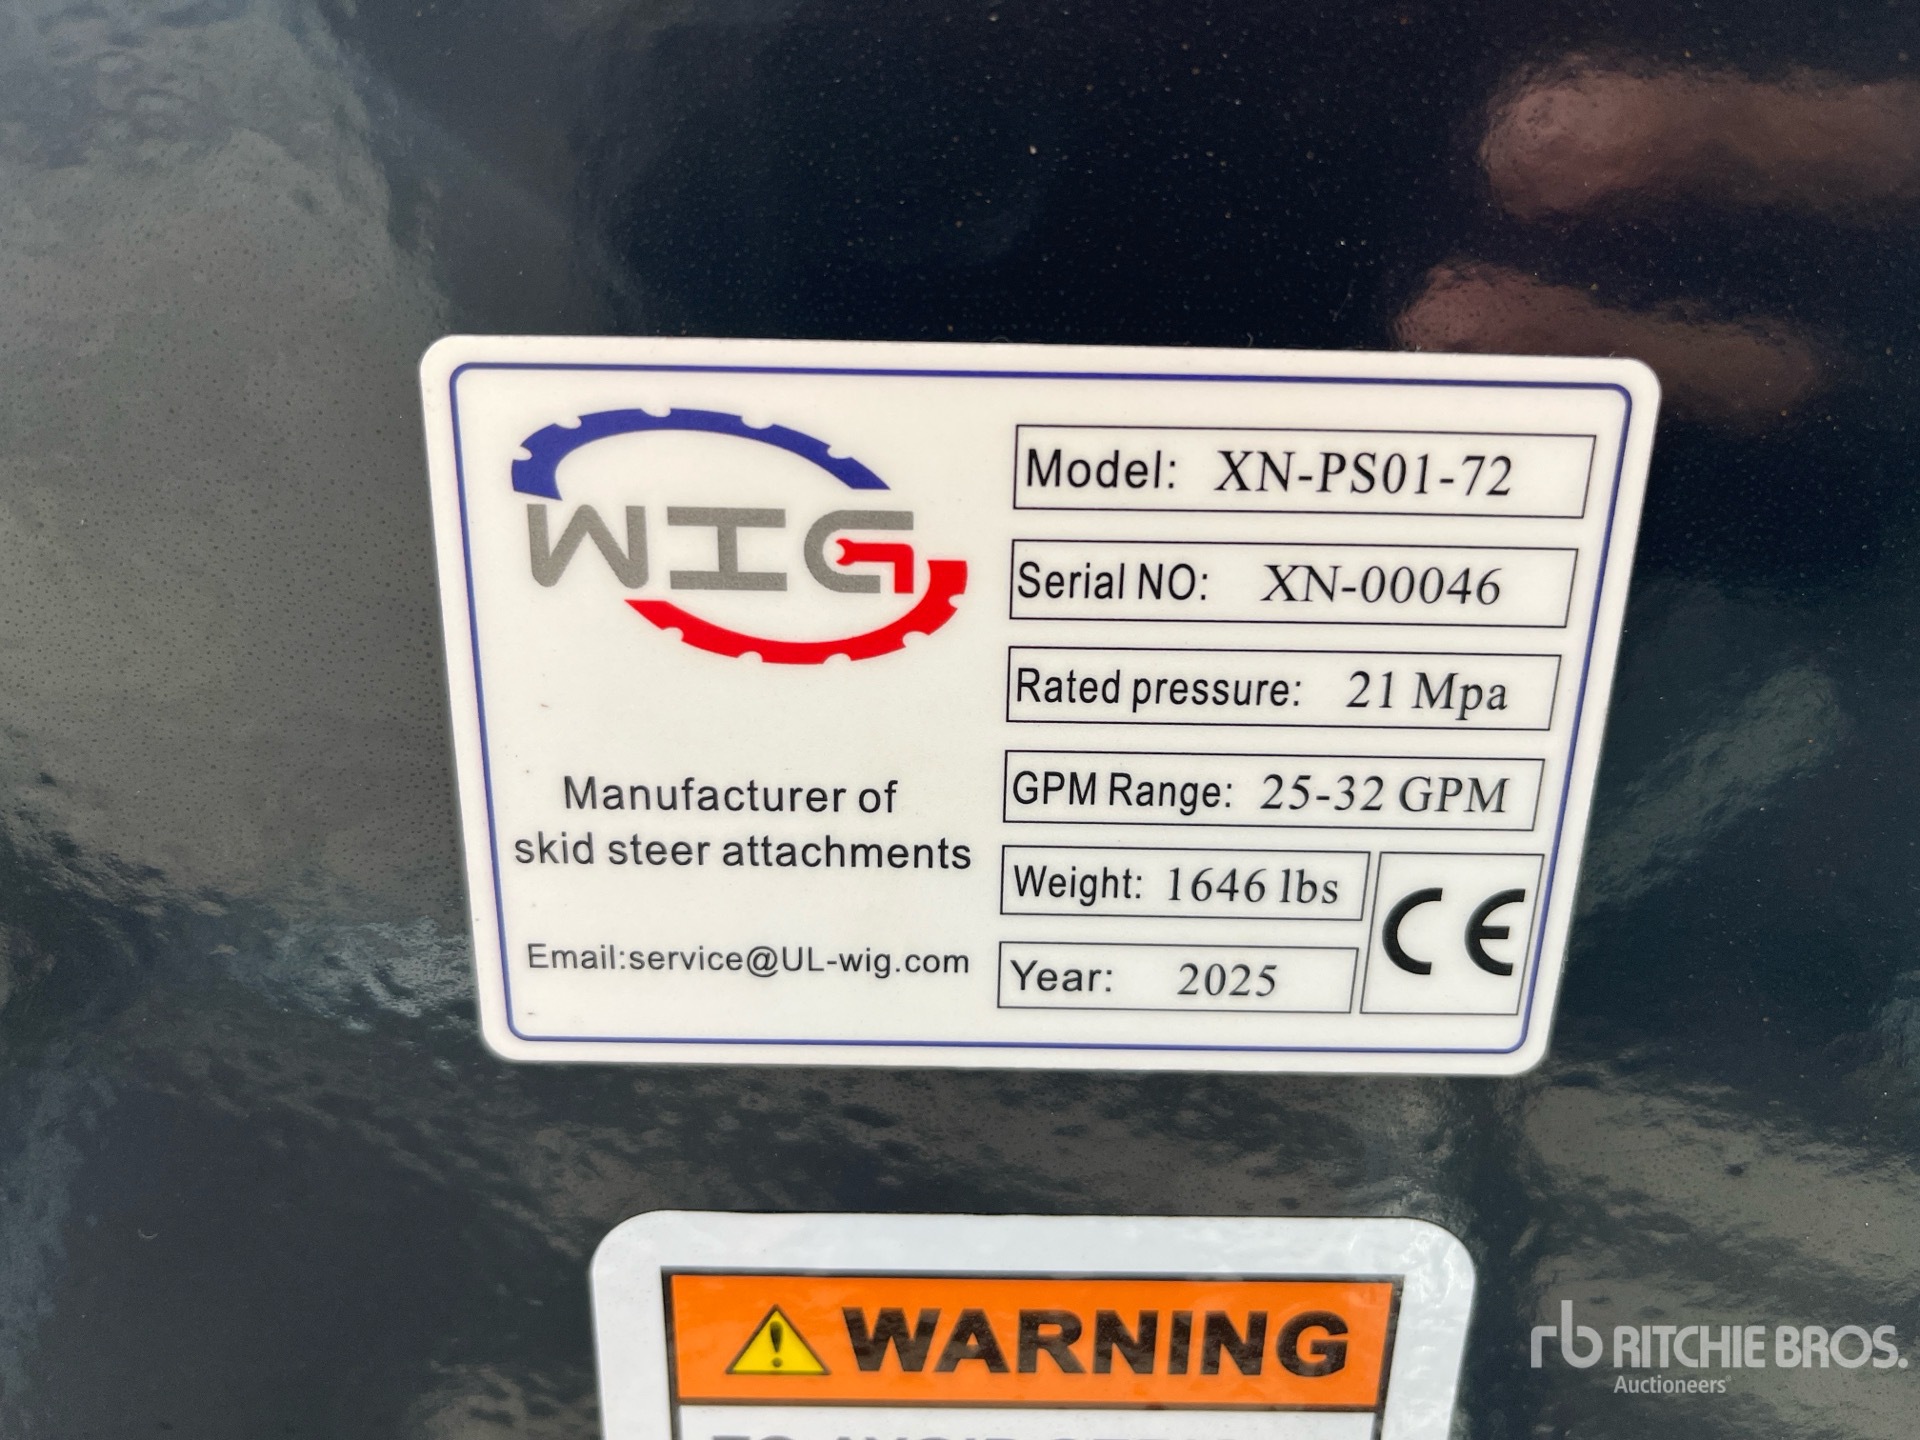 WIG
Manufacturer of
skid steer attachments
Email:service@UL-wig.com
Model: XN-PS01-72
Serial NO: XN-00046
Rated pressure: 21 Mpa
GPM Range: 25-32 GPM
Weight: 1646 lbs
Year: 2025
CE
WARNING
rb RITCHIE BROS.
Auctioneers